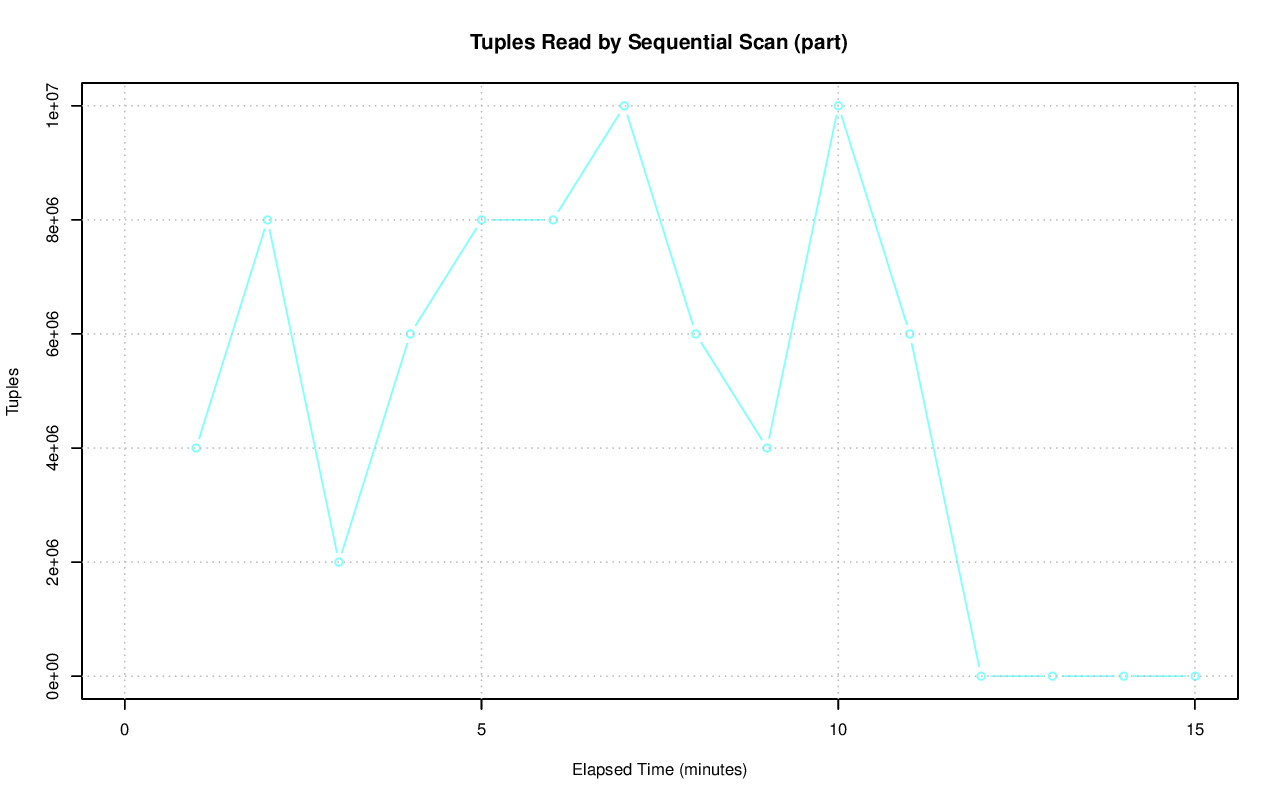 Tuples Read by Sequential Scan (part)
1e+07
8e+06
6e+06
4e+06
2e+06
0e+00
Tuples
0 5 10 15
Elapsed Time (minutes)